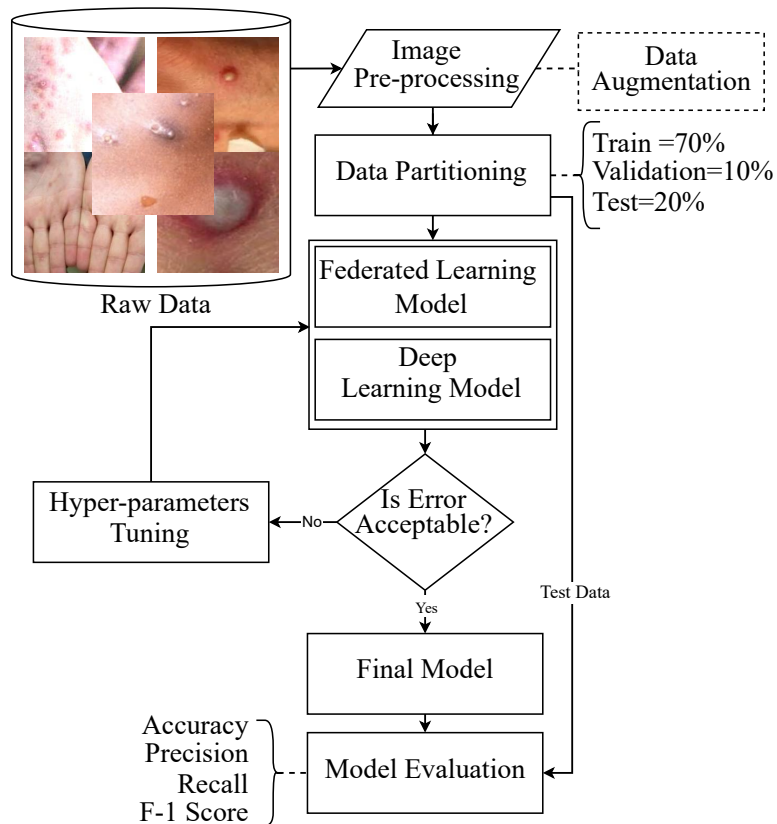 Image
Pre-processing
Data
Augmentation
Data Partitioning
Train =70%
Validation=10%
Test=20%
Raw Data
Federated Learning
Model
Deep
Learning Model
Hyper-parameters
Tuning
No
Is Error
Acceptable?
Yes
Test Data
Final Model
Accuracy
Precision
Recall
F-1 Score
Model Evaluation